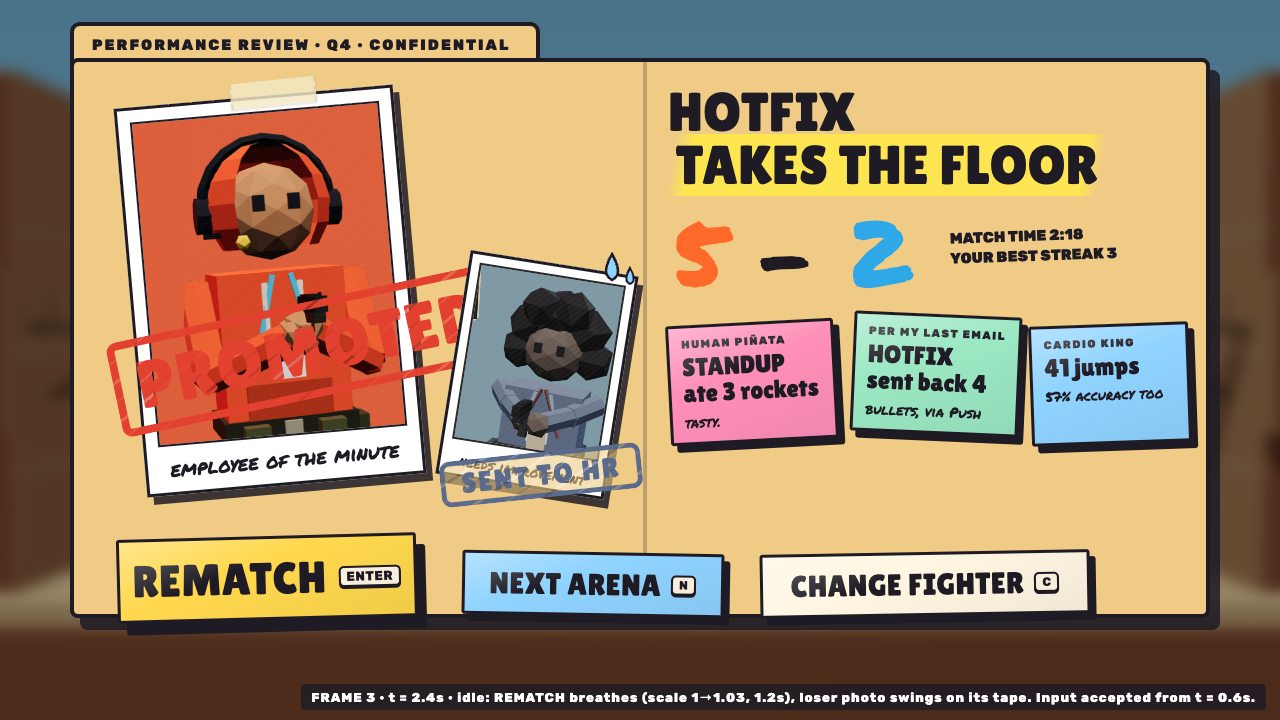 PERFORMANCE REVIEW • Q4 • CONFIDENTIAL
PROMOTED
EMPLOYEE OF THE MINUTE
NEEDS IMPROVEMENT
SENT TO HR
HOTFIX
TAKES THE FLOOR
5 – 2
MATCH TIME 2:18
YOUR BEST STREAK 3
HUMAN PIÑATA
STANDUP
ate 3 rockets
TASTY.
PER MY LAST EMAIL
HOTFIX
sent back 4
BULLETS, VIA PUSH
CARDIO KING
41 jumps
57% ACCURACY TOO
REMATCH ENTER
NEXT ARENA N
CHANGE FIGHTER C
FRAME 3 • t = 2.4s • idle: REMATCH breathes (scale 1→1.03, 1.2s), loser photo swings on its tape. Input accepted from t = 0.6s.